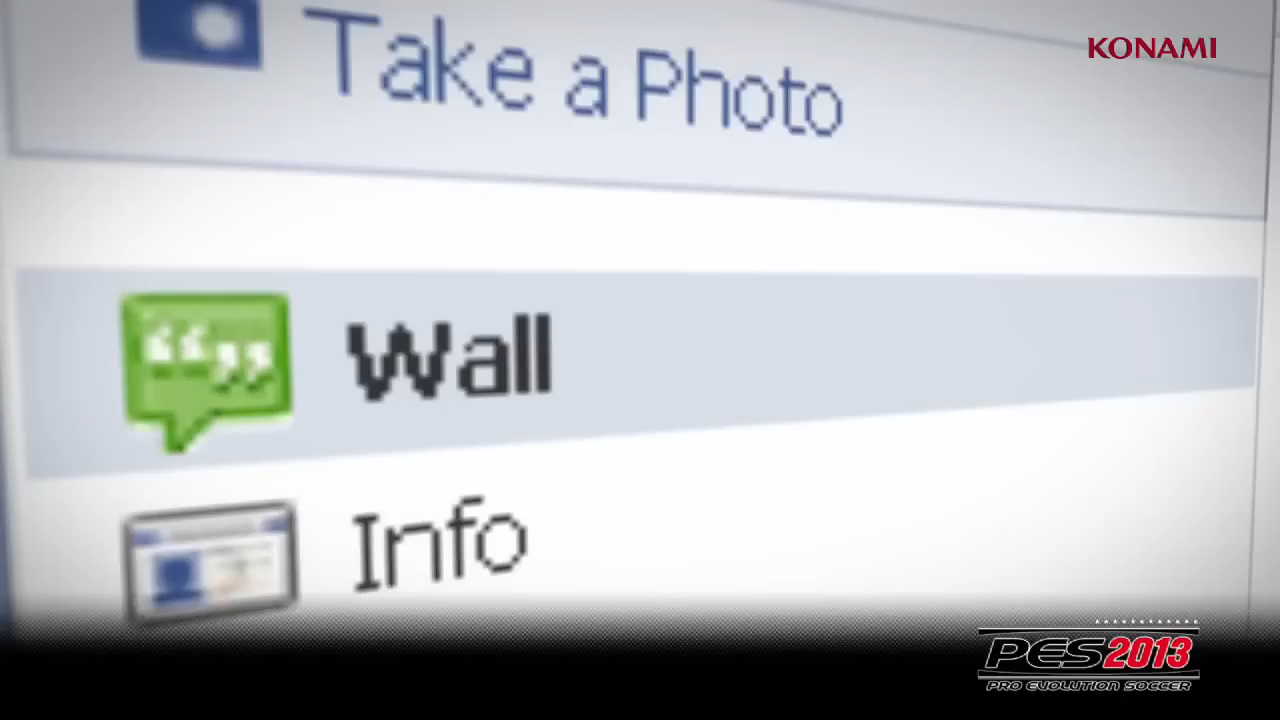 Take a Photo
KONAMI
Wall
Info
PES2013
PRO EVOLUTION SOCCER